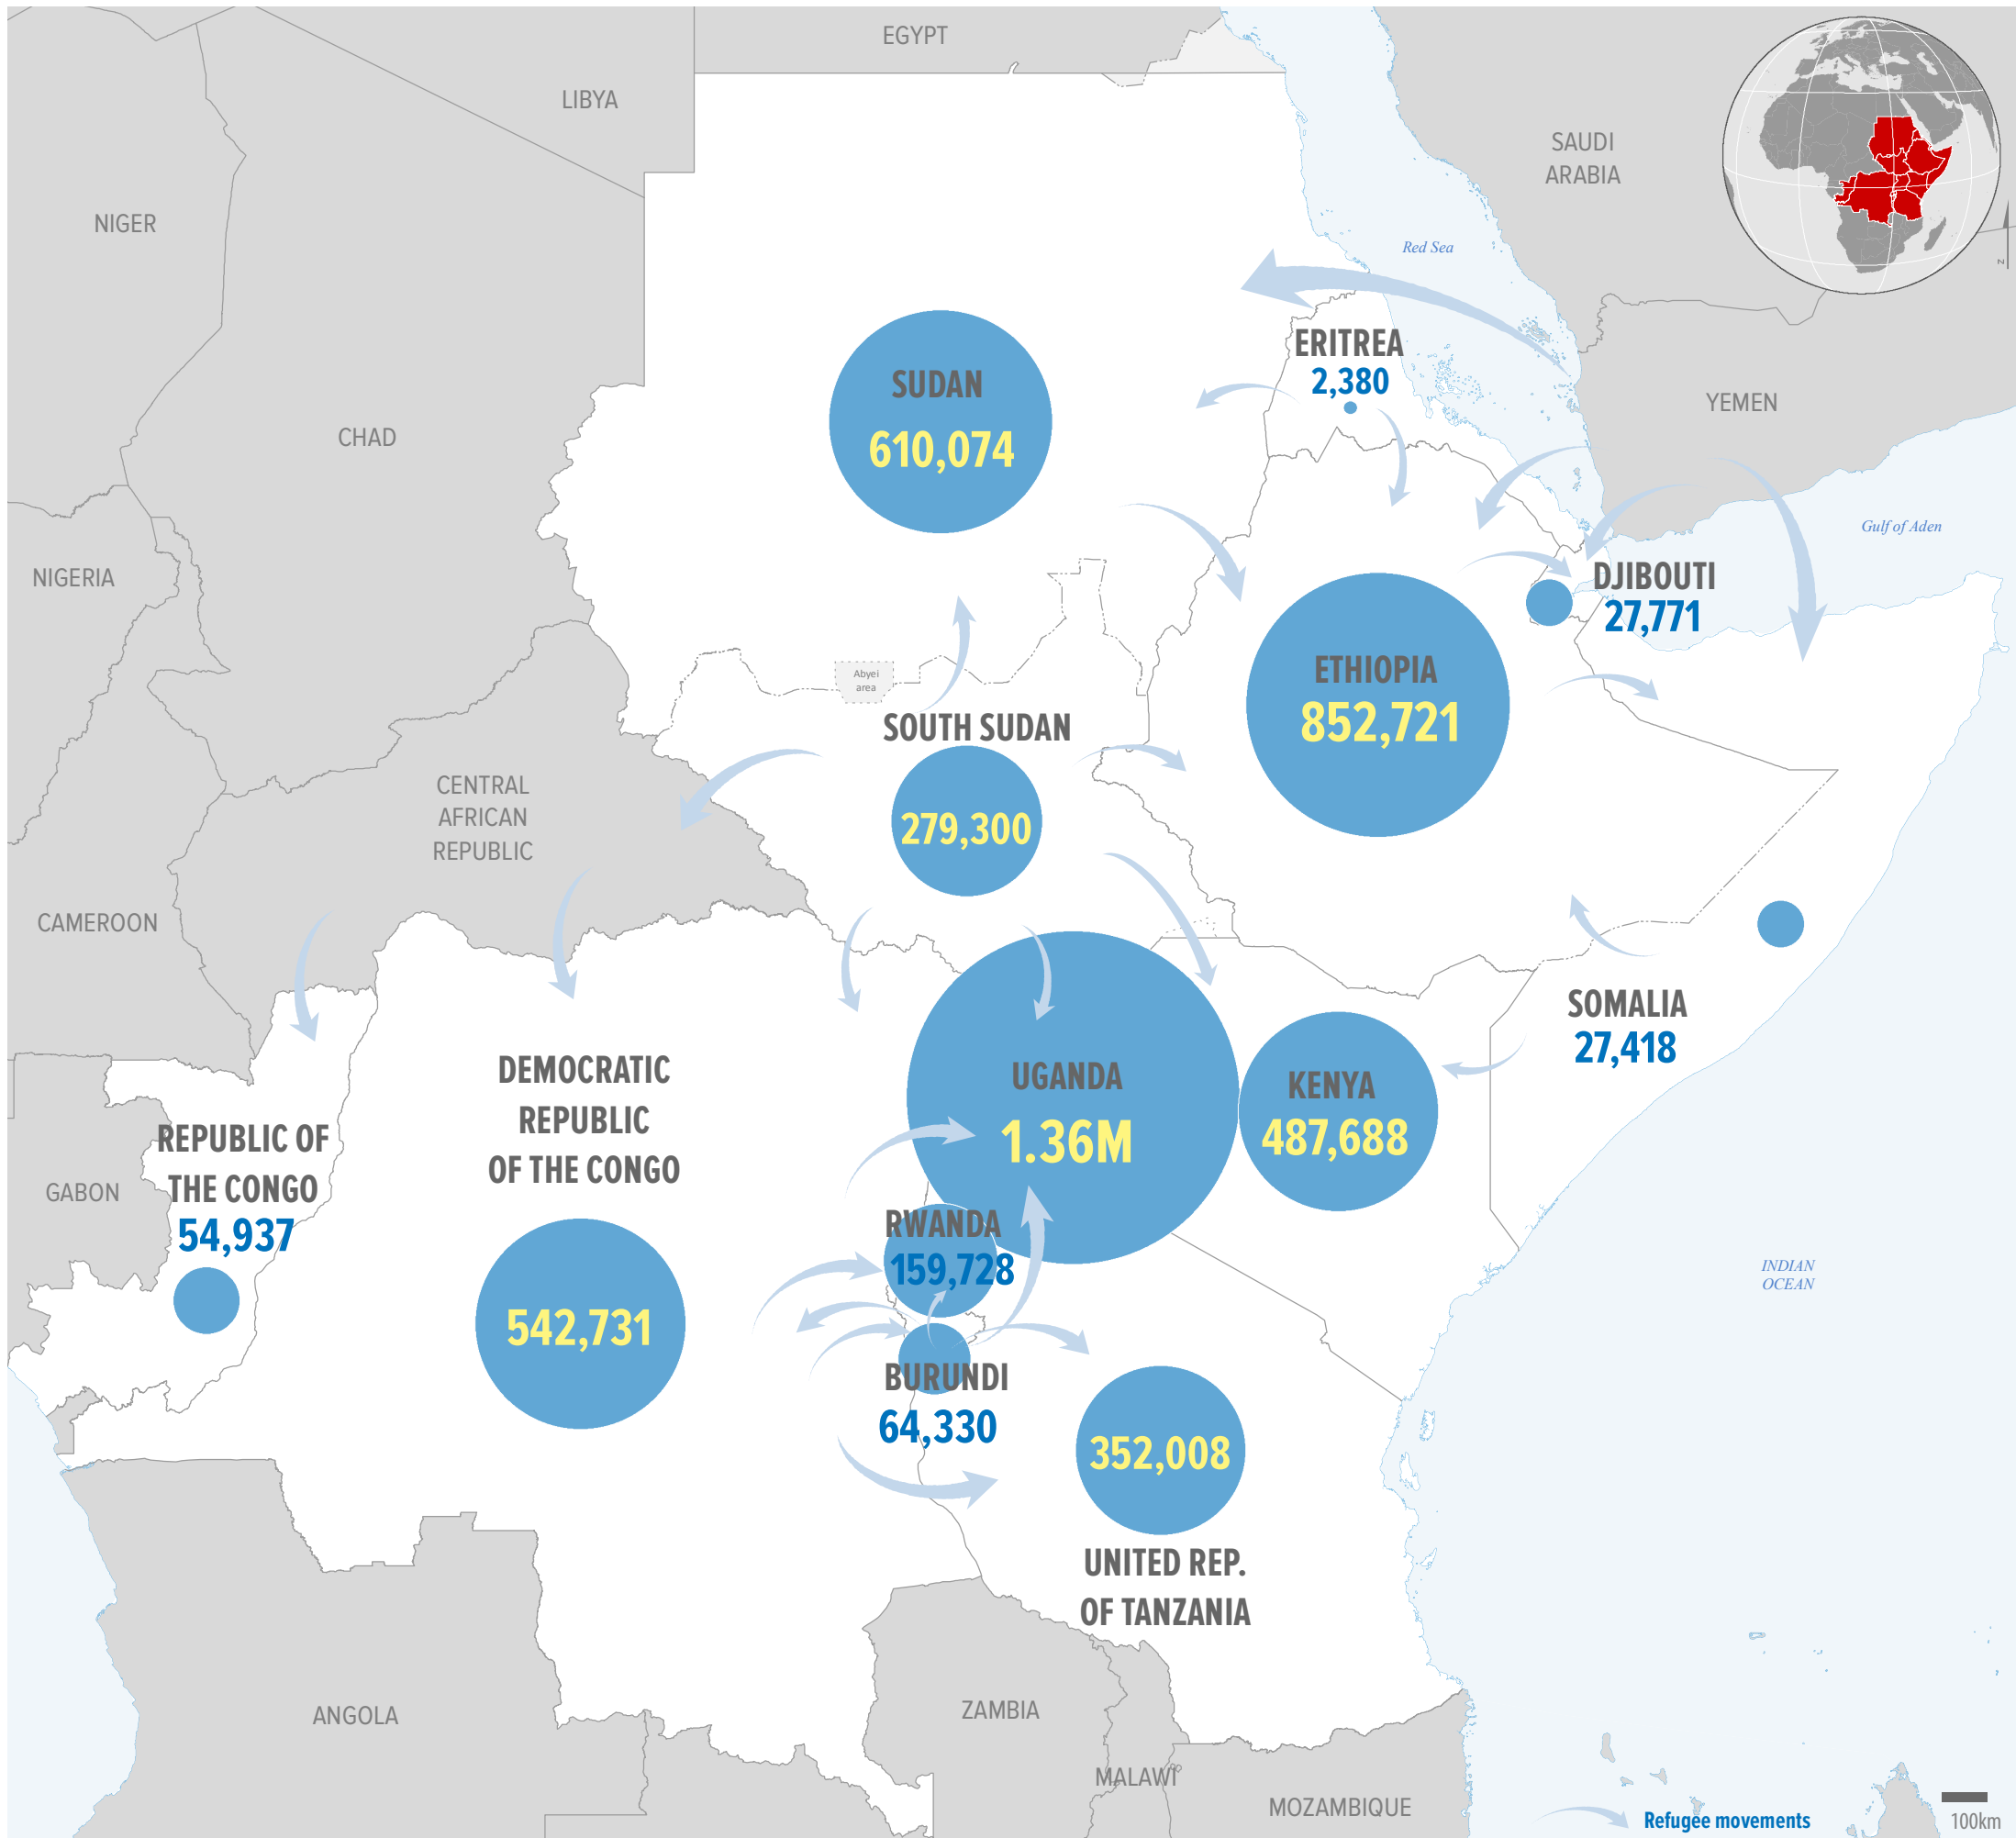 EGYPT
LIBYA
SAUDI
ARABIA
NIGER
Red Sea
N
ERITREA
2,380
SUDAN
610,074
YEMEN
CHAD
Gulf of Aden
NIGERIA
DJIBOUTI
27,771
ETHIOPIA
852,721
Abyei
area
SOUTH SUDAN
279,300
CENTRAL
AFRICAN
REPUBLIC
CAMEROON
SOMALIA
27,418
DEMOCRATIC
REPUBLIC
OF THE CONGO
542,731
UGANDA
1.36M
KENYA
487,688
REPUBLIC OF
THE CONGO
54,937
GABON
RWANDA
159,728
INDIAN
OCEAN
BURUNDI
64,330
352,008
UNITED REP.
OF TANZANIA
ANGOLA
ZAMBIA
MALAWI
MOZAMBIQUE
Refugee movements
100km